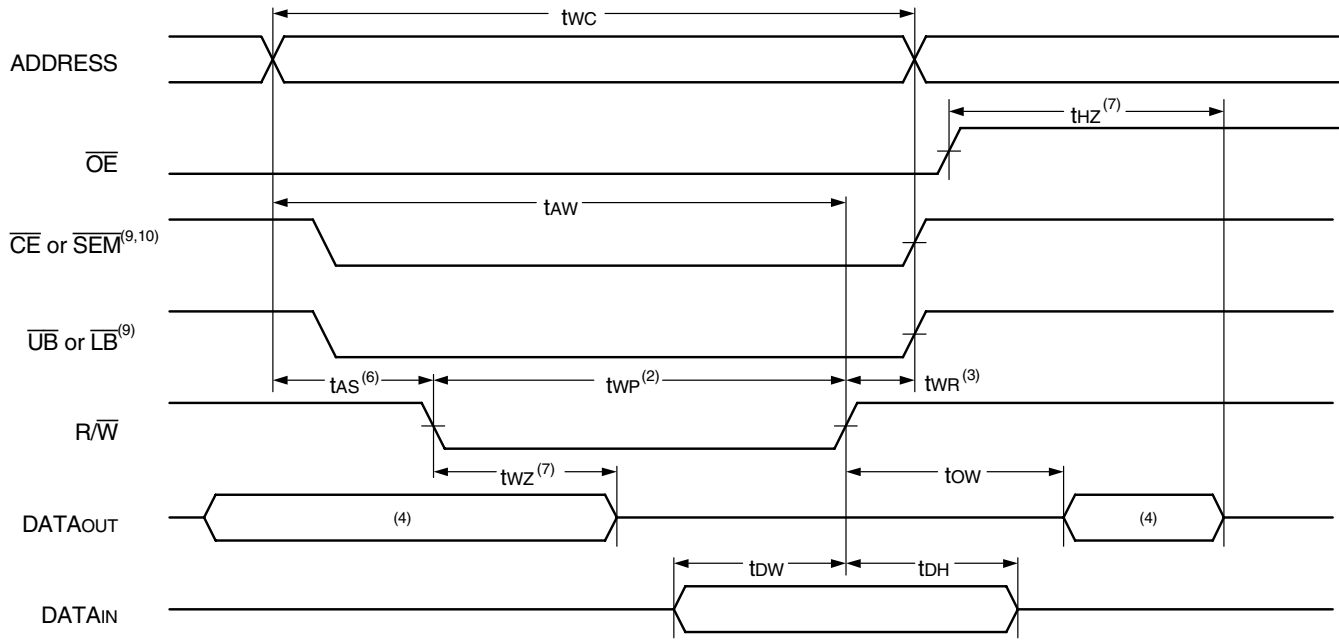 tWC
ADDRESS
tHZ(7)
OE
tAW
CE or SEM(9,10)
UB or LB(9)
tAS(6)
tWP(2)
tWR(3)
R/W
tWZ(7)
tOW
DATAOUT
(4)
(4)
tDW
tDH
DATAIN